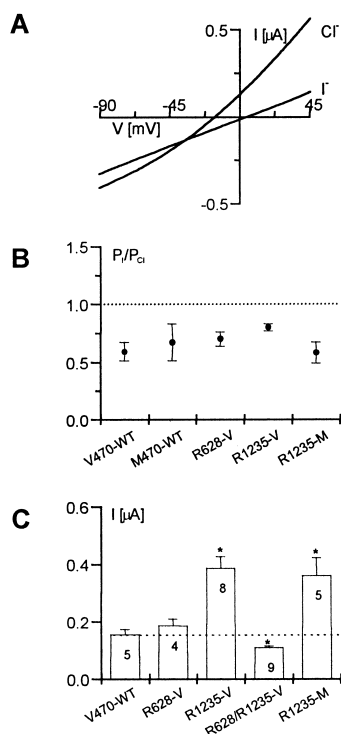 A
I [µA]
0.5
Cl⁻
-90
-45
45
I⁻
V [mV]
-0.5
B
P_I/P_Cl
1.5
1.0
0.5
0.0
V470-WT
M470-WT
R628-V
R1235-V
R1235-M
C
I [µA]
0.6
0.4
0.2
0.0
*
*
*
5
4
8
9
5
V470-WT
R628-V
R1235-V
R628/R1235-V
R1235-M